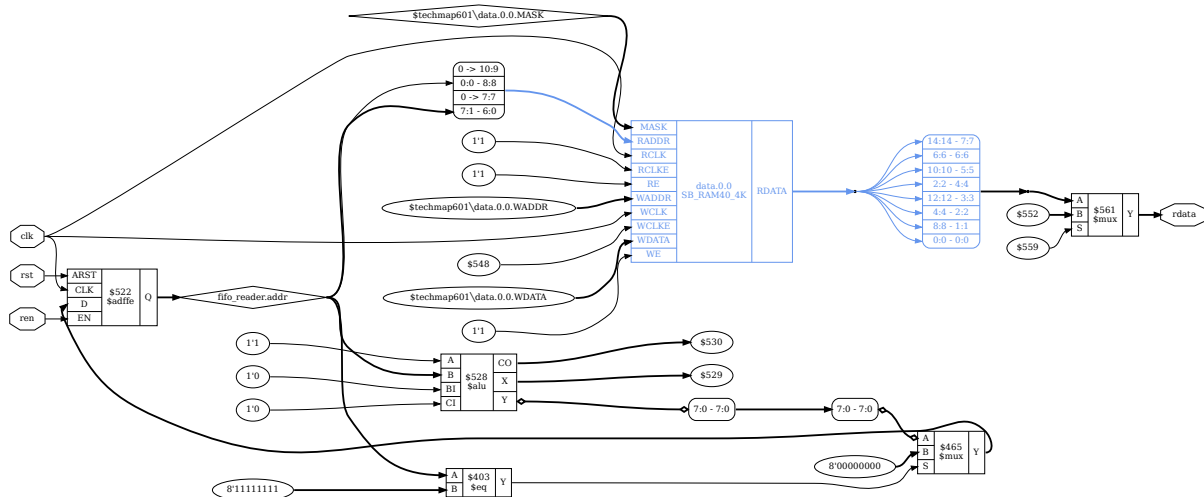 $techmap601\data.0.0.MASK
0 -> 10:9
0:0 - 8:8
0 -> 7:7
7:1 - 6:0
1'1
1'1
$techmap601\data.0.0.WADDR
$548
$techmap601\data.0.0.WDATA
1'1
MASK
RADDR
RCLK
RCLKE
RE
WADDR
WCLK
WCLKE
WDATA
WE
data.0.0
SB_RAM40_4K
RDATA
14:14 - 7:7
6:6 - 6:6
10:10 - 5:5
2:2 - 4:4
12:12 - 3:3
4:4 - 2:2
8:8 - 1:1
0:0 - 0:0
$552
$559
A
B
S
$561
$mux
Y
rdata
clk
rst
ren
ARST
CLK
D
EN
$522
$adffe
Q
fifo_reader.addr
1'1
1'0
1'0
A
B
BI
CI
$528
$alu
CO
X
Y
$530
$529
7:0 - 7:0
7:0 - 7:0
8'00000000
A
B
S
$465
$mux
Y
8'11111111
A
B
$403
$eq
Y